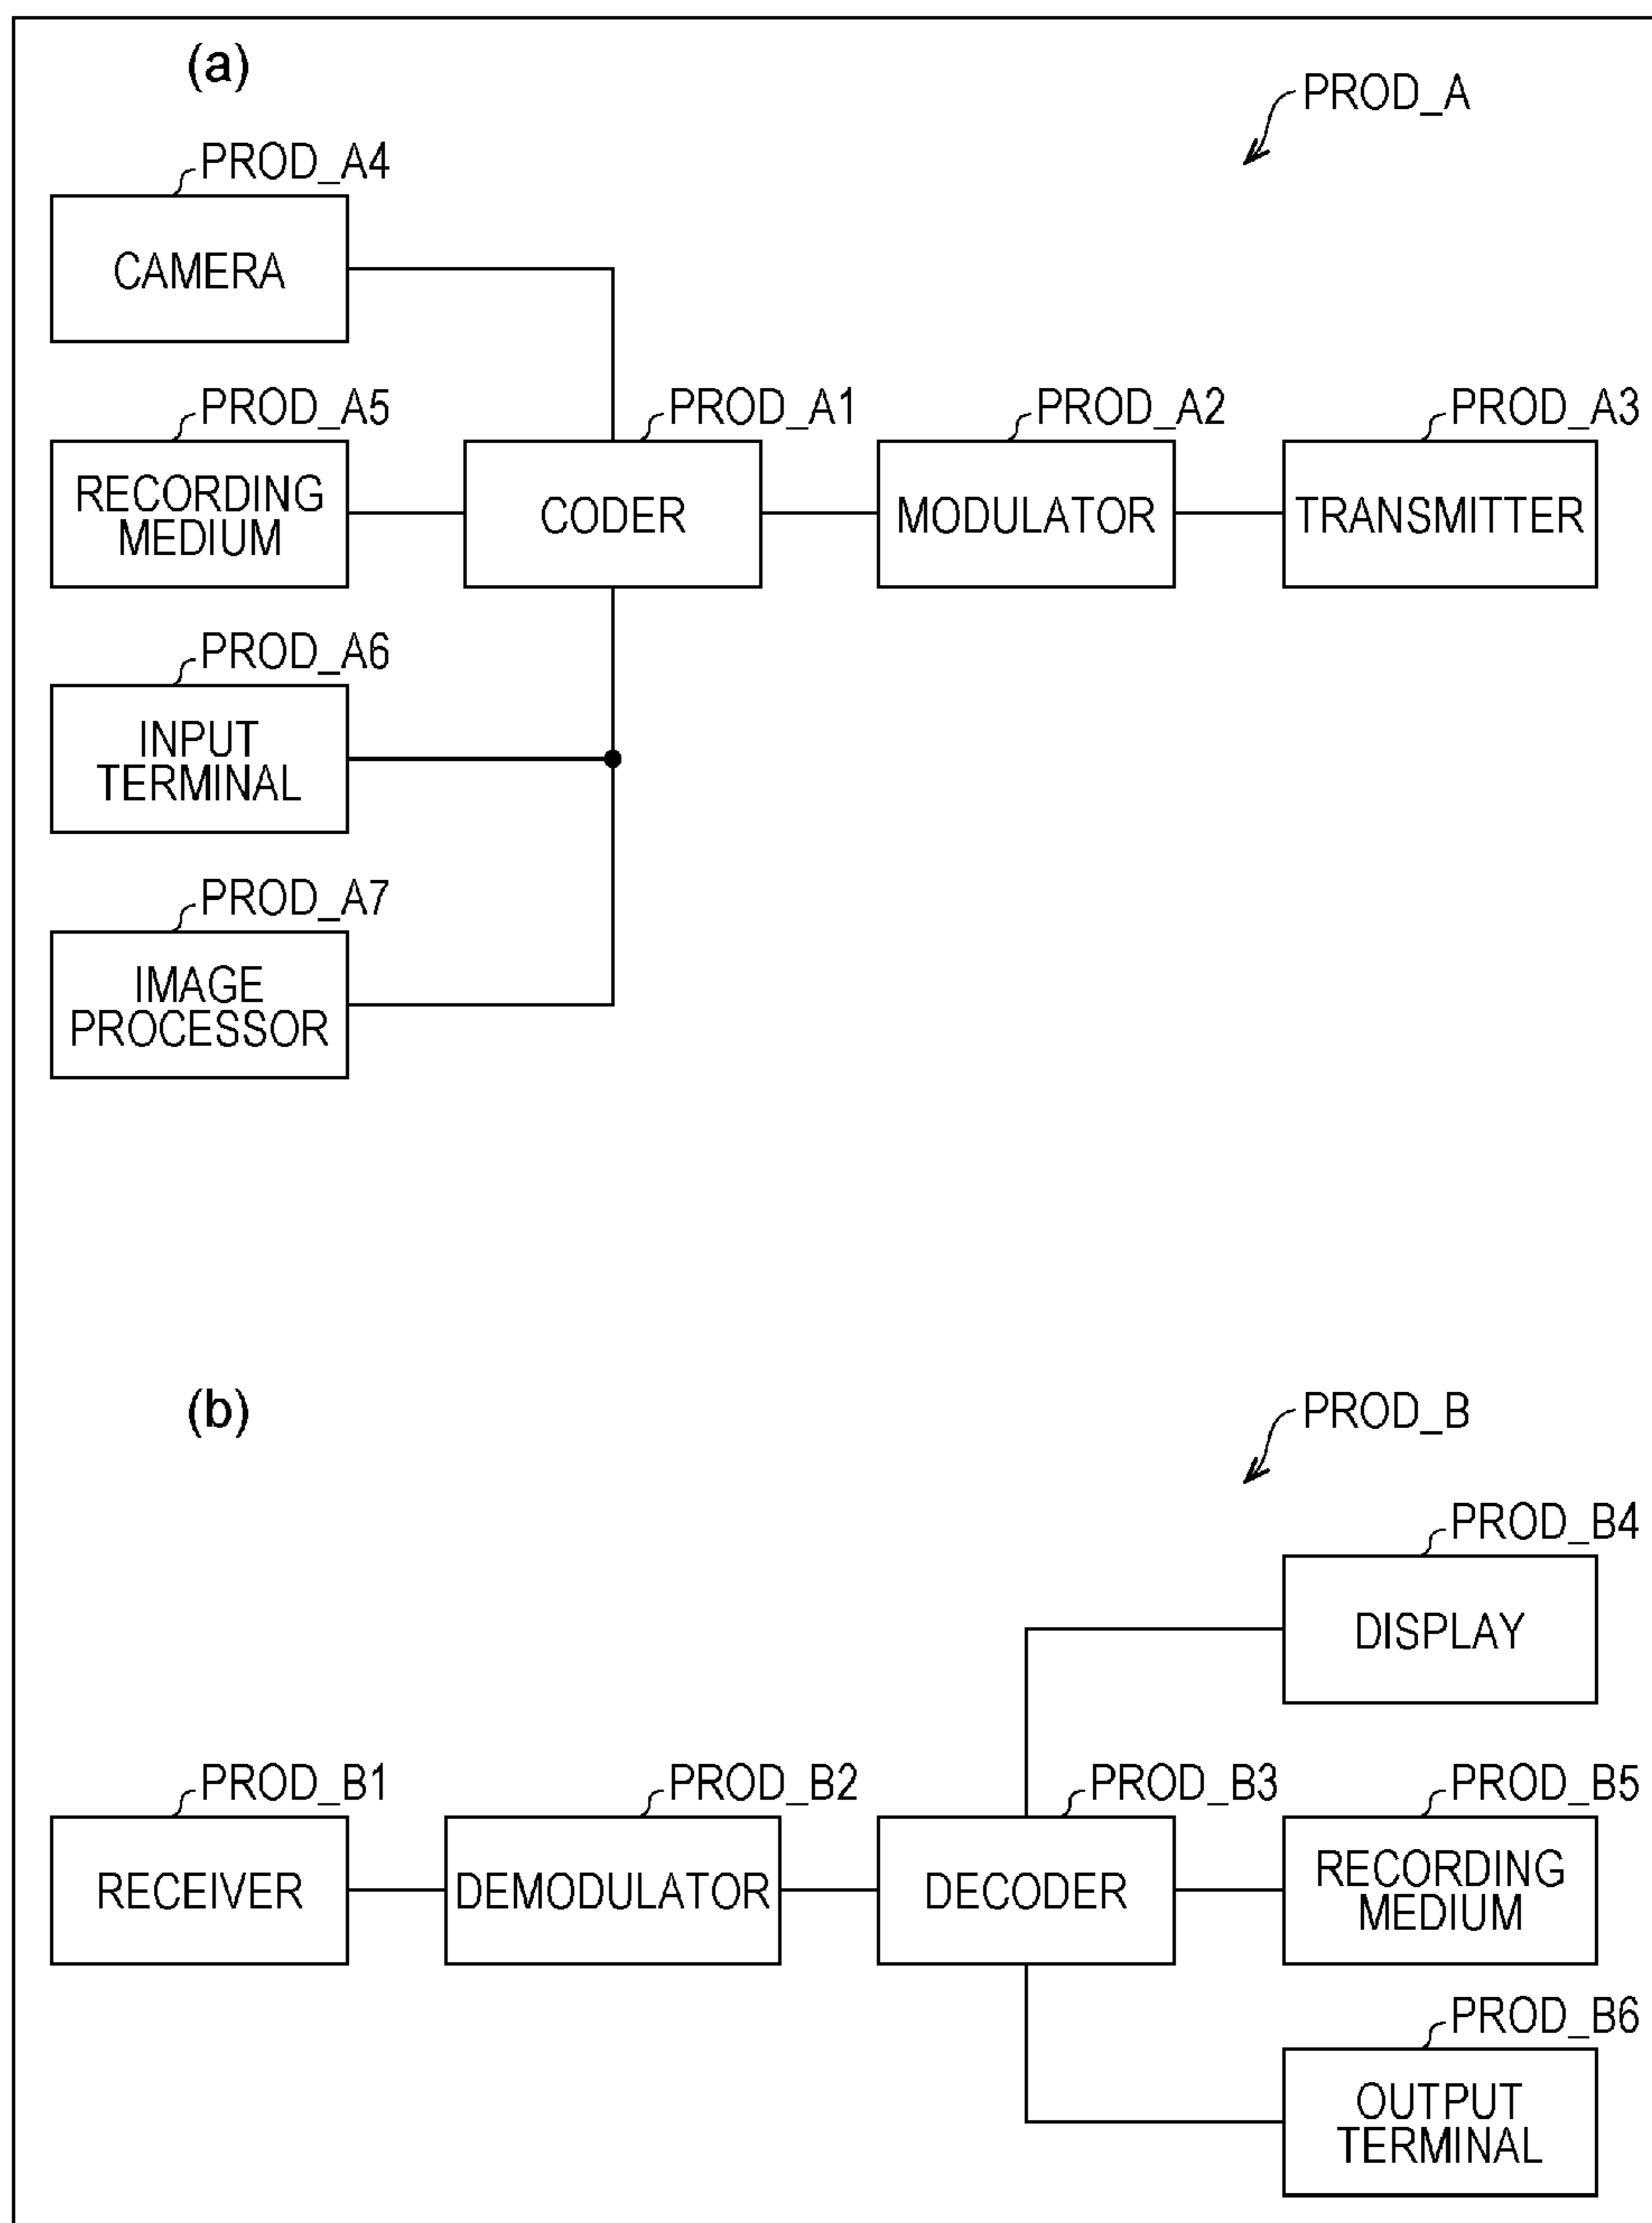 (a)
PROD_A
PROD_A4
CAMERA
PROD_A5
RECORDING
MEDIUM
PROD_A1
CODER
PROD_A2
MODULATOR
PROD_A3
TRANSMITTER
PROD_A6
INPUT
TERMINAL
PROD_A7
IMAGE
PROCESSOR
(b)
PROD_B
PROD_B4
DISPLAY
PROD_B1
RECEIVER
PROD_B2
DEMODULATOR
PROD_B3
DECODER
PROD_B5
RECORDING
MEDIUM
PROD_B6
OUTPUT
TERMINAL